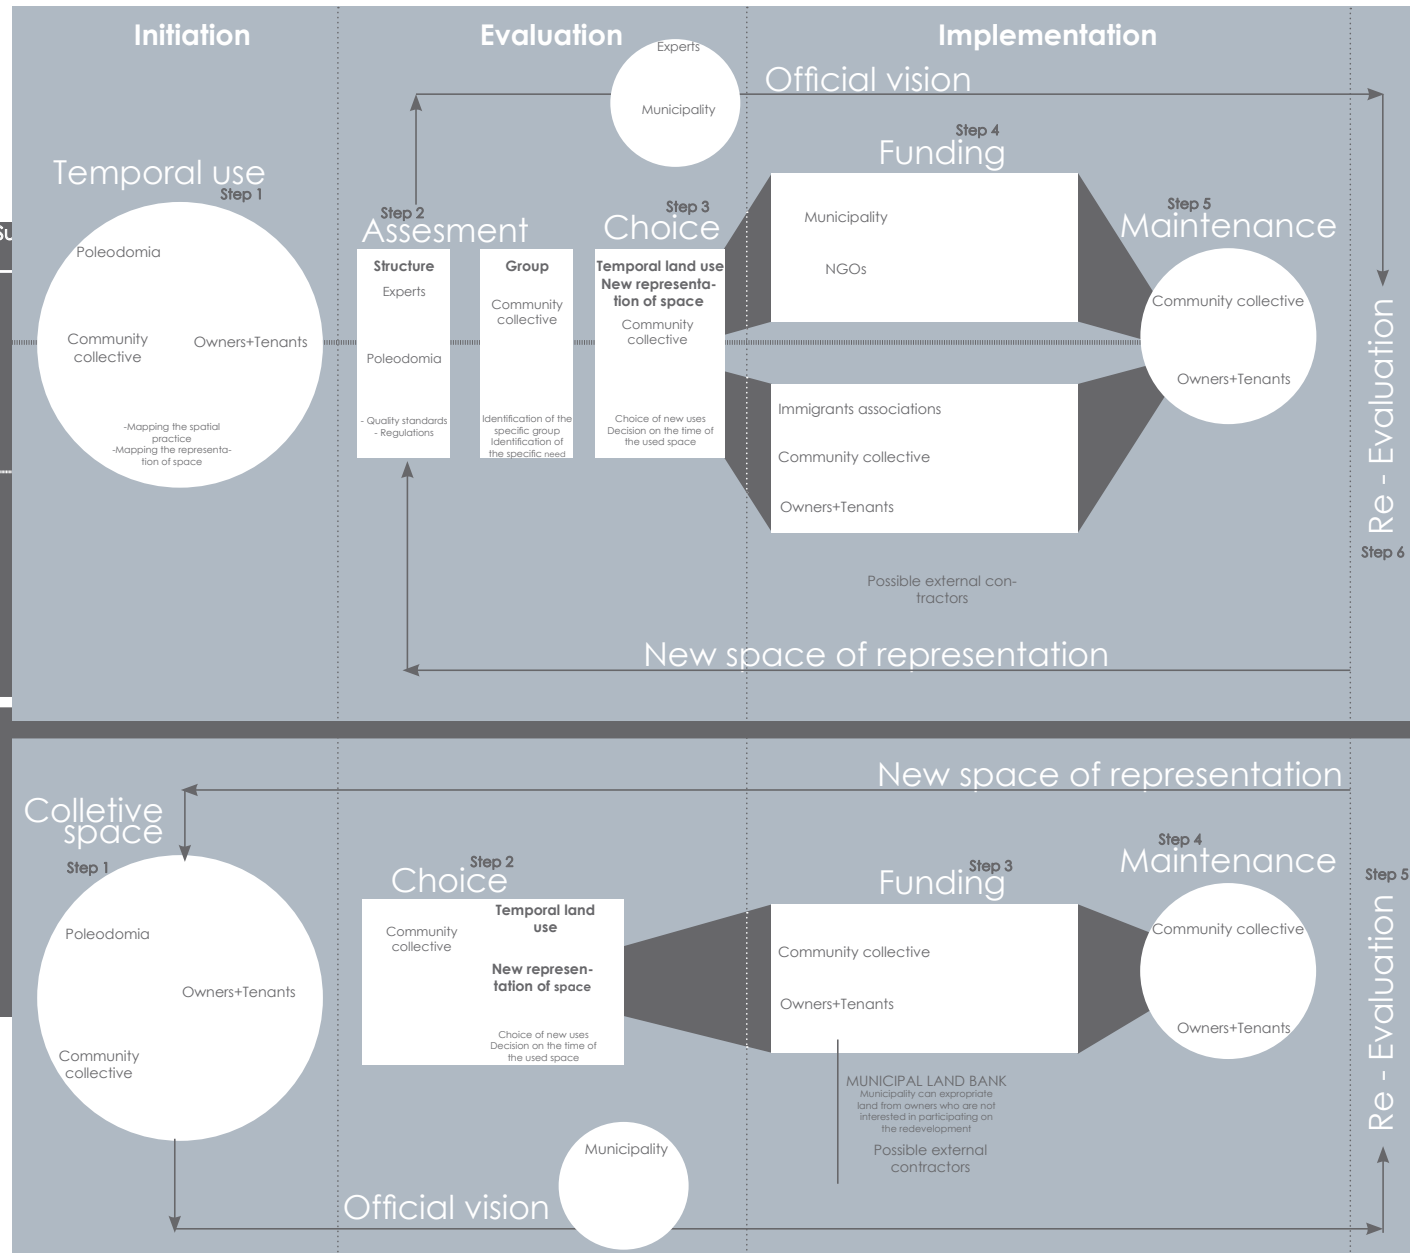 Initiation
Evaluation
Implementation
Experts
Municipality
Official vision
Temporal use
Step 1
Poleodomia
Community
collective
Owners+Tenants
-Mapping the spatial
practice
-Mapping the representa-
tion of space
Su
Step 2
Assesment
Structure
Experts
Poleodomia
- Quality standards
- Regulations
Group
Community
collective
Identification of the
specific group
Identification of
the specific need
Step 3
Choice
Temporal land use
New representa-
tion of space
Community
collective
Choice of new uses
Decision on the time of
the used space
Step 4
Funding
Municipality
NGOs
Immigrants associations
Community collective
Owners+Tenants
Possible external con-
tractors
Step 5
Maintenance
Community collective
Owners+Tenants
Re - Evaluation
Step 6
New space of representation
New space of representation
Colletive
space
Step 1
Poleodomia
Owners+Tenants
Community
collective
Step 2
Choice
Community
collective
Temporal land
use
New represen-
tation of space
Choice of new uses
Decision on the time of
the used space
Step 3
Funding
Community collective
Owners+Tenants
MUNICIPAL LAND BANK
Municipality can expropriate
land from owners who are not
interested in participating on
the redevelopment
Possible external
contractors
Step 4
Maintenance
Community collective
Owners+Tenants
Step 5
Re - Evaluation
Municipality
Official vision